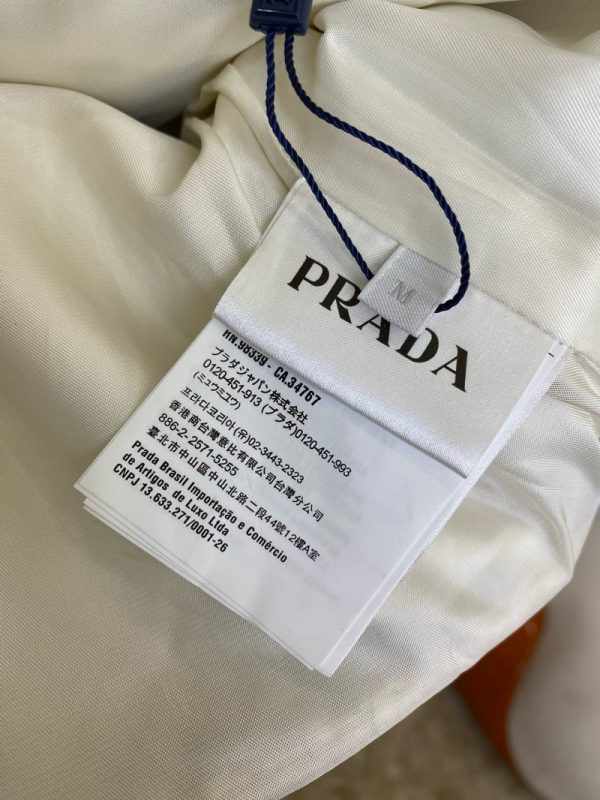 PRADA
M
RN.98339 - CA.34767
プラダジャパン株式会社
0120-451-913 (プラダ)0120-451-993
(ミュウミュウ)
프라다코리아 (유)02-3443-2323
香港商台灣意比有限公司台灣分公司
886-2- 2571-5255
臺北市中山區中山北路二段44號12樓A室
Prada Brasil Importação e Comércio
de Artigos de Luxo Ltda
CNPJ 13.633.271/0001-26